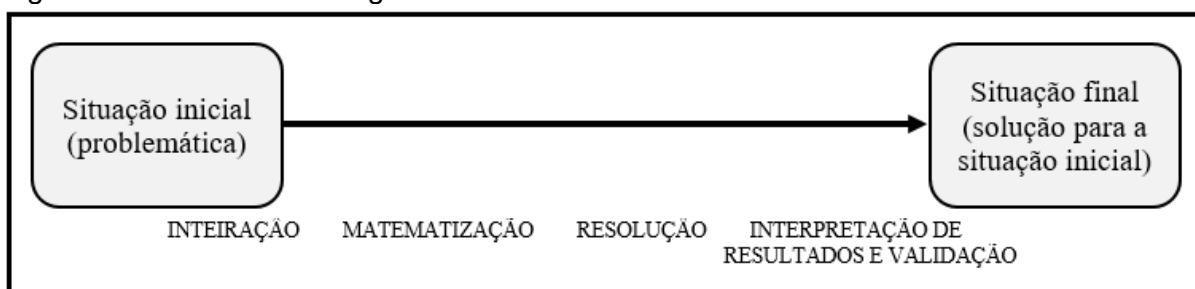 Situação inicial
(problemática)
Situação final
(solução para a
situação inicial)
INTEIRAÇÃO MATEMATIZAÇÃO RESOLUÇÃO INTERPRETAÇÃO DE
RESULTADOS E VALIDAÇÃO